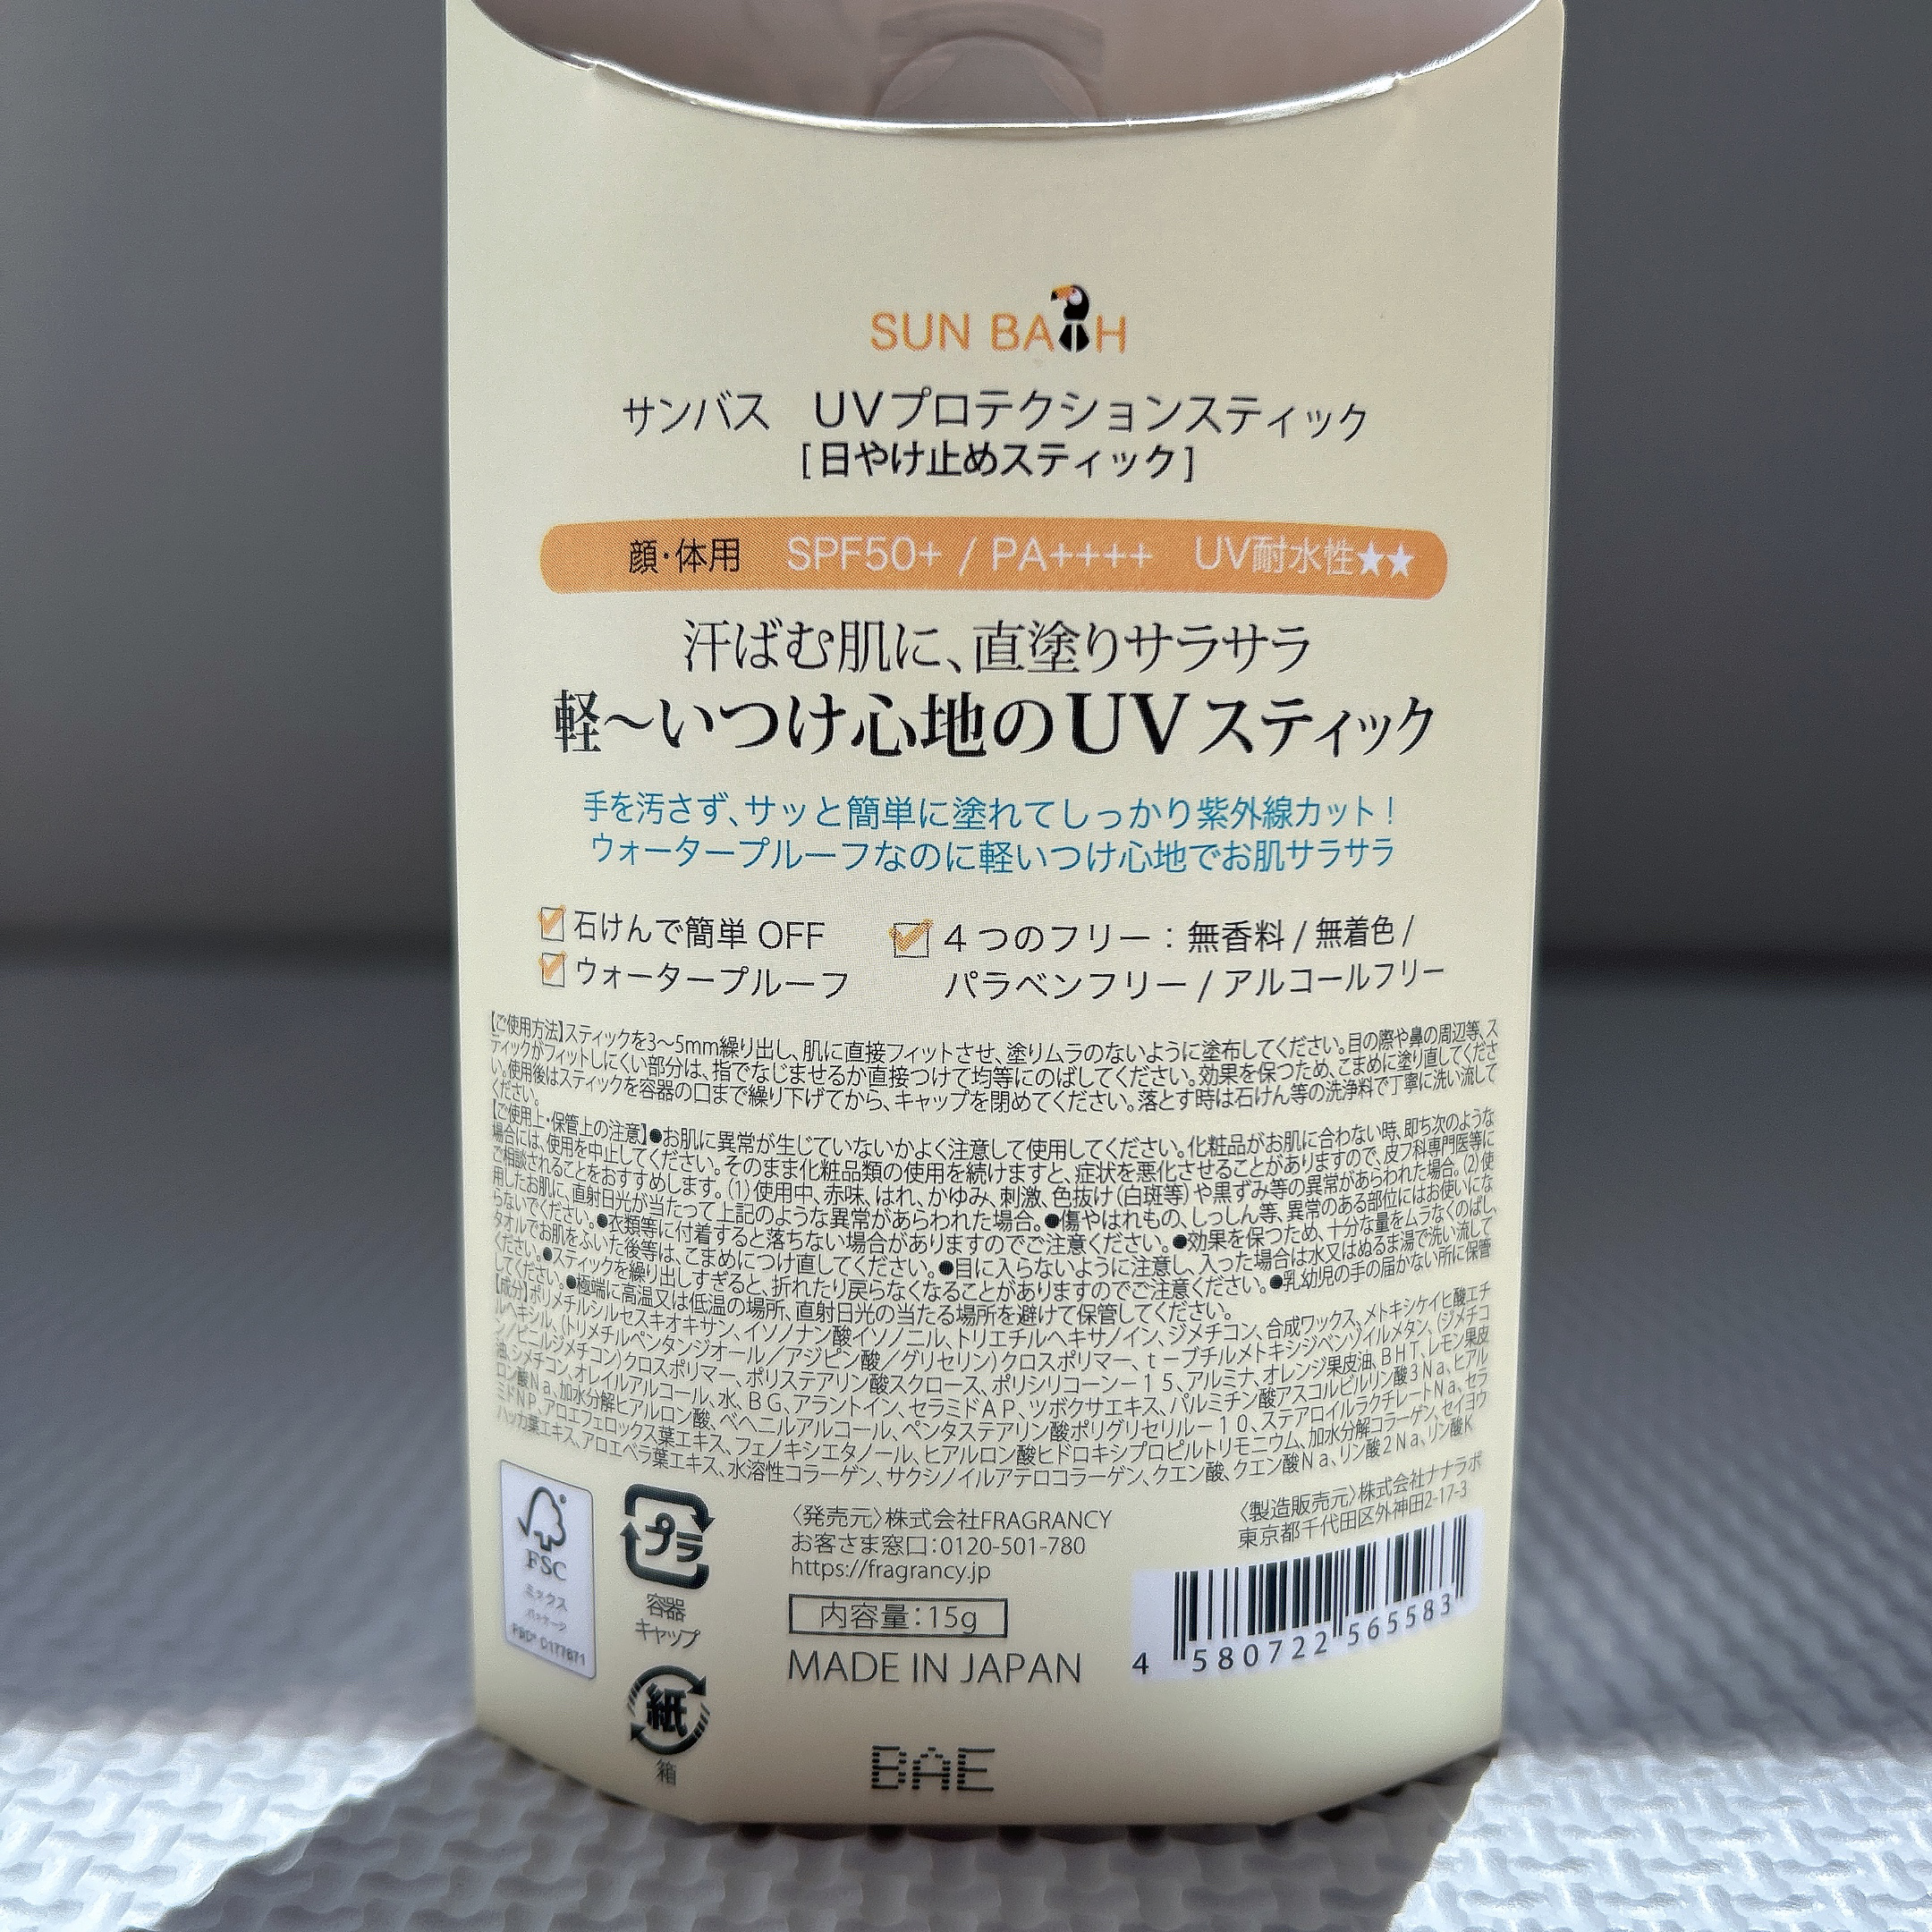 SUN BATH
サンバス UVプロテクションスティック
[日やけ止めスティック]
顔・体用 SPF50+ / PA++++ UV耐水性★★
汗ばむ肌に、直塗りサラサラ
軽～いつけ心地のUVスティック
手を汚さず、サッと簡単に塗れてしっかり紫外線カット!
ウォータープルーフなのに軽いつけ心地でお肌サラサラ
石けんで簡単OFF
ウォータープルーフ
4つのフリー:無香料/無着色/
パラベンフリー/アルコールフリー
【ご使用方法】スティックを3～5mm繰り出し、肌に直接フィットさせ、塗りムラのないように塗布してください。目の際や鼻の周辺等、ス
ティックがフィットしにくい部分は、指でなじませるか直接つけて均等にのばしてください。効果を保つため、こまめに塗り直してくださ
い。使用後はスティックを容器の口まで繰り下げてから、キャップを閉めてください。落とす時は石けん等の洗浄料で丁寧に洗い流して
ください。
【ご使用上・保管上の注意】●お肌に異常が生じていないかよく注意して使用してください。化粧品がお肌に合わない時、即ち次のような
場合には、使用を中止してください。そのまま化粧品類の使用を続けますと、症状を悪化させることがありますので、皮フ科専門医等に
ご相談されることをおすすめします。(1)使用中、赤味、はれ、かゆみ、刺激、色抜け(白斑等)や黒ずみ等の異常があらわれた場合。(2)使
用したお肌に、直射日光が当たって上記のような異常があらわれた場合。●傷やはれもの、しっしん等、異常のある部位にはお使いにな
らないでください。●衣類等に付着すると落ちない場合がありますのでご注意ください。●効果を保つため、十分な量をムラなくのばし、
タオルでお肌をふいた後等は、こまめにつけ直してください。●目に入らないように注意し、入った場合は水又はぬるま湯で洗い流して
ください。●スティックを繰り出しすぎると、折れたり戻らなくなることがありますのでご注意ください。●乳幼児の手の届かない所に保管
してください。●極端に高温又は低温の場所、直射日光の当たる場所を避けて保管してください。
【成分】ポリメチルシルセスキオキサン、イソノナン酸イソノニル、トリエチルヘキサノイン、ジメチコン、合成ワックス、メトキシケイヒ酸エチ
ルヘキシル、(トリメチルペンタンジオール/アジピン酸/グリセリン)クロスポリマー、t-ブチルメトキシジベンゾイルメタン、(ジメチコ
ン/ビニルジメチコン)クロスポリマー、ポリステアリン酸スクロース、ポリシリコーン-15、アルミナ、オレンジ果皮油、BHT、レモン果皮
油、シメチコン、オレイルアルコール、水、BG、アラントイン、セラミドAP、ツボクサエキス、パルミチン酸アスコルビルリン酸3Na、ヒアル
ロン酸Na、加水分解ヒアルロン酸、ベヘニルアルコール、ペンタステアリン酸ポリグリセリル-10、ステアロイルラクチレートNa、セラ
ミドNP、アロエフェロックス葉エキス、フェノキシエタノール、ヒアルロン酸ヒドロキシプロピルトリモニウム、加水分解コラーゲン、セイヨウ
ハッカ葉エキス、アロエベラ葉エキス、水溶性コラーゲン、サクシノイルアテロコラーゲン、クエン酸、クエン酸Na、リン酸2Na、リン酸K
FSC
ミックス
パッケージ
FSC® C177871
プラ
容器
キャップ
紙
箱
〈発売元〉株式会社FRAGRANCY
お客さま窓口:0120-501-780
https://fragrancy.jp
内容量:15g
MADE IN JAPAN
〈製造販売元〉株式会社ナナラボ
東京都千代田区外神田2-17-3
4 580722 565583
BAE